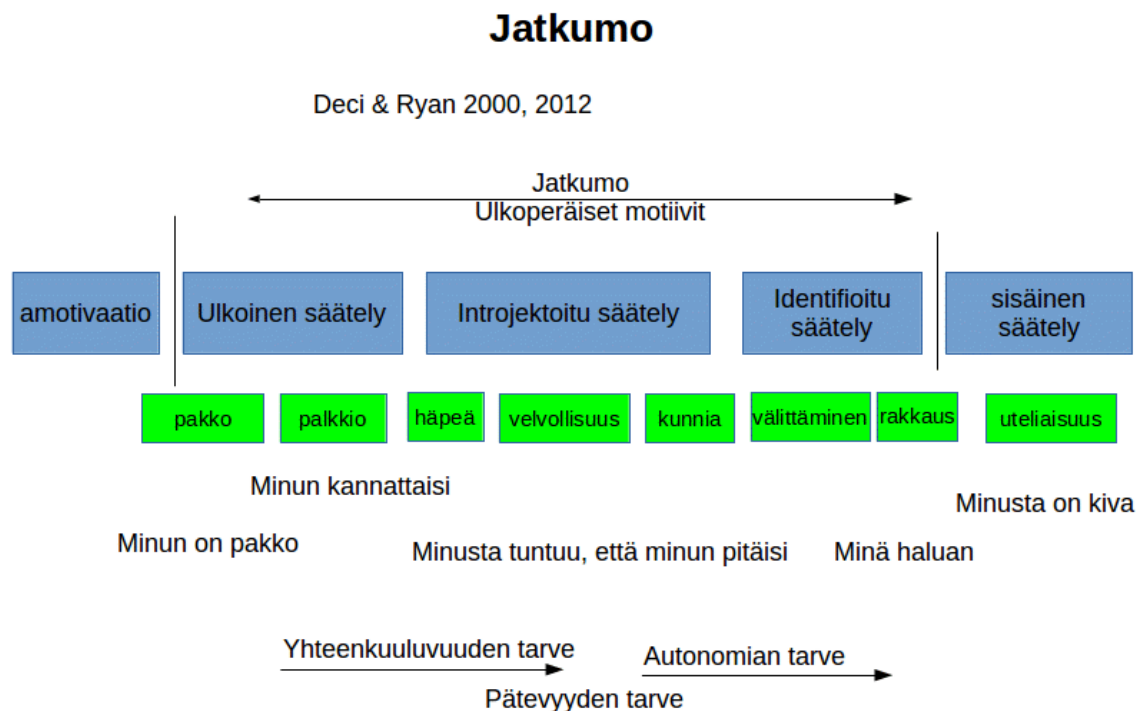 Jatkumo
Deci & Ryan 2000, 2012
Jatkumo
Ulkoperäiset motiivit
amotivaatio
Ulkoinen säätely
Introjektoitu säätely
Identifioitu
säätely
sisäinen
säätely
pakko
palkkio
häpeä
velvollisuus
kunnia
välittäminen
rakkaus
uteliaisuus
Minun kannattaisi
Minusta on kiva
Minun on pakko
Minusta tuntuu, että minun pitäisi
Minä haluan
Yhteenkuuluvuuden tarve
Autonomian tarve
Pätevyyden tarve